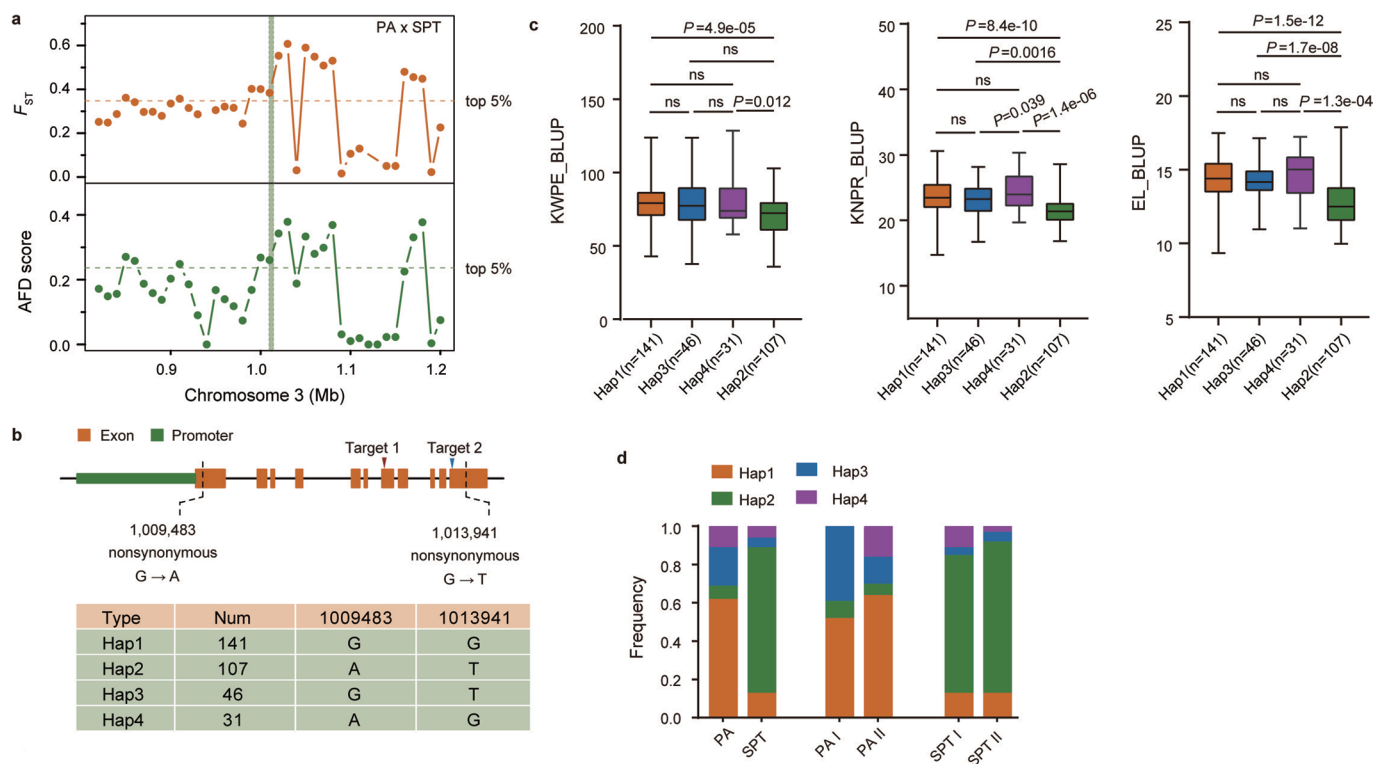 a
PA x SPT
0.6
0.4
0.2
0.0
F_ST
top 5%
0.4
0.2
0.0
AFD score
top 5%
0.9
1.0
1.1
1.2
Chromosome 3 (Mb)
b
Exon
Promoter
Target 1
Target 2
1,009,483
nonsynonymous
G → A
1,013,941
nonsynonymous
G → T
Type Num 1009483 1013941
Hap1 141 G G
Hap2 107 A T
Hap3 46 G T
Hap4 31 A G
c
200
150
100
50
0
KWPE_BLUP
P=4.9e-05
ns
ns
ns
ns
P=0.012
Hap1(n=141)
Hap3(n=46)
Hap4(n=31)
Hap2(n=107)
50
40
30
20
10
KNPR_BLUP
P=8.4e-10
P=0.0016
ns
ns
P=0.039
P=1.4e-06
Hap1(n=141)
Hap3(n=46)
Hap4(n=31)
Hap2(n=107)
25
20
15
10
5
EL_BLUP
P=1.5e-12
P=1.7e-08
ns
ns
ns
P=1.3e-04
Hap1(n=141)
Hap3(n=46)
Hap4(n=31)
Hap2(n=107)
d
Hap1
Hap3
Hap2
Hap4
1.0
0.8
0.6
0.4
0.2
0.0
Frequency
PA
SPT
PA I
PA II
SPT I
SPT II